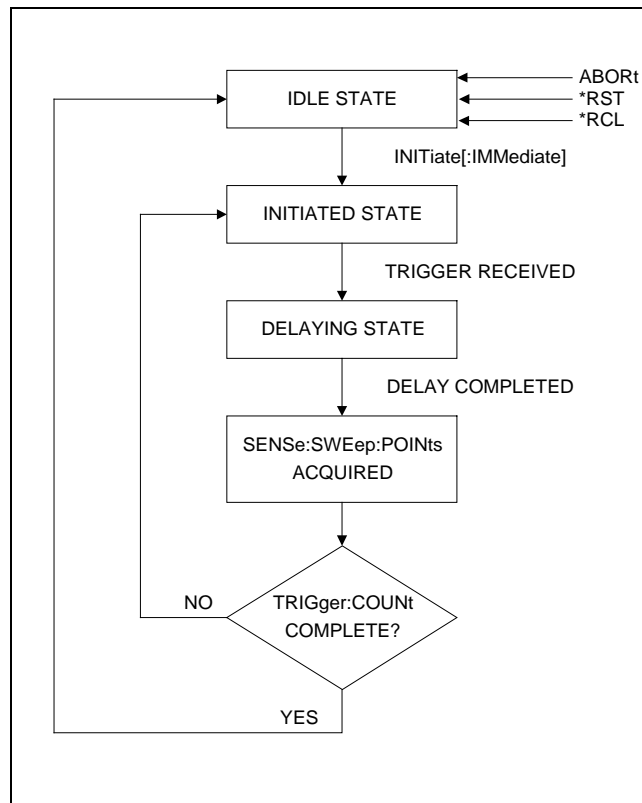 ABORt
IDLE STATE
*RST
*RCL
INITiate[:IMMediate]
INITIATED STATE
TRIGGER RECEIVED
DELAYING STATE
DELAY COMPLETED
SENSe:SWEep:POINts
ACQUIRED
NO
TRIGger:COUNt
COMPLETE?
YES